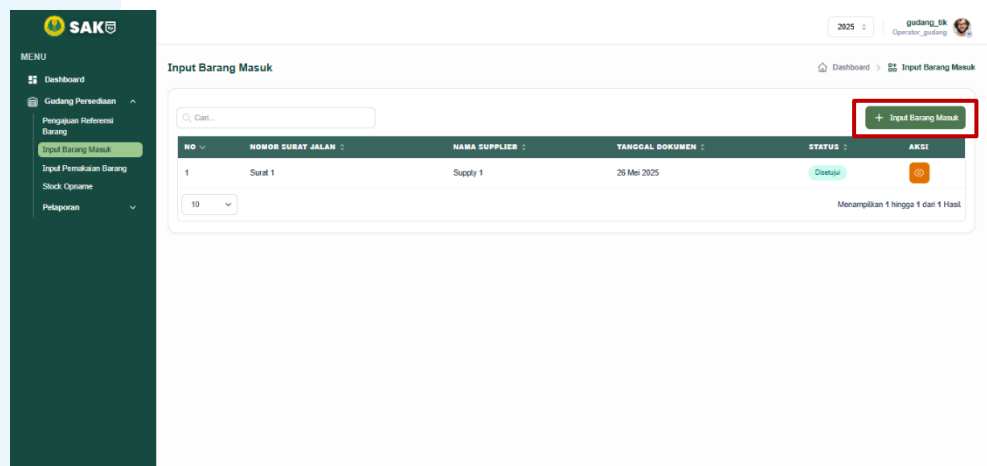 SAK
2025
gudang_tik
Operator_gudang
MENU
Dashboard
Gudang Persediaan
Pengajuan Referensi
Barang
Input Barang Masuk
Input Pemakaian Barang
Stock Opname
Pelaporan
Input Barang Masuk
Dashboard > Input Barang Masuk
Cari...
+ Input Barang Masuk
NO NOMOR SURAT JALAN NAMA SUPPLIER TANGGAL DOKUMEN STATUS AKSI
1 Surat 1 Supply 1 26 Mei 2025 Disetujui
10
Menampilkan 1 hingga 1 dari 1 Hasil